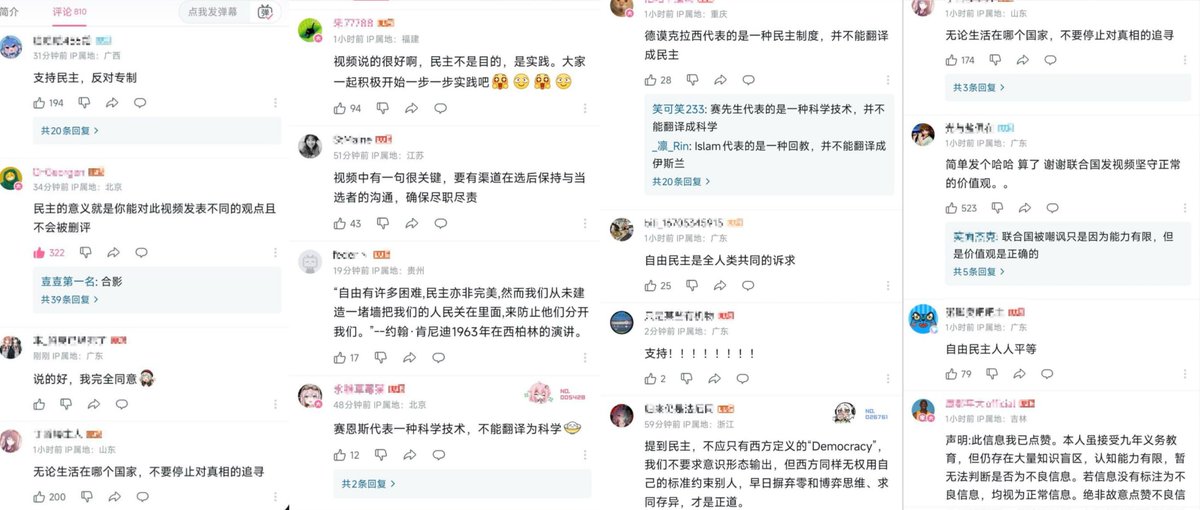 简介
评论 810
点我发弹幕
弹
LV5
31分钟前 IP属地：广西
支持民主，反对专制
194
共20条回复 >
34分钟前 IP属地：北京
民主的意义就是你能对此视频发表不同的观点且
不会被删评
322
壴壴第一名: 合影
共39条回复 >
刚刚 IP属地：广东
说的好，我完全同意
1小时前 IP属地：山东
无论生活在哪个国家，不要停止对真相的追寻
200
1小时前 IP属地：福建
视频说的很好啊，民主不是目的，是实践。大家
一起积极开始一步一步实践吧
94
51分钟前 IP属地：江苏
视频中有一句很关键，要有渠道在选后保持与当
选者的沟通，确保尽职尽责
43
19分钟前 IP属地：贵州
“自由有许多困难,民主亦非完美,然而我们从未建
造一堵墙把我们的人民关在里面,来防止他们分开
我们。”--约翰·肯尼迪1963年在西柏林的演讲。
17
NO.
005428
48分钟前 IP属地：北京
赛恩斯代表一种科学技术，不能翻译为科学
12
共2条回复 >
1小时前 IP属地：重庆
德谟克拉西代表的是一种民主制度，并不能翻译
成民主
28
笑可笑233: 赛先生代表的是一种科学技术，并不
能翻译成科学
_凛_Rin: Islam代表的是一种回教，并不能翻译成
伊斯兰
共20条回复 >
1小时前 IP属地：广东
自由民主是全人类共同的诉求
25
2分钟前 IP属地：广东
支持！！！！！！！！
2
NO.
026761
59分钟前 IP属地：浙江
提到民主，不应只有西方定义的“Democracy”，
我们不要求意识形态输出，但西方同样无权用自
己的标准约束别人，早日摒弃零和博弈思维、求
同存异，才是正道。
1小时前 IP属地：山东
无论生活在哪个国家，不要停止对真相的追寻
174
共3条回复 >
1小时前 IP属地：广东
简单发个哈哈 算了 谢谢联合国发视频坚守正常
的价值观。。
523
联合国被嘲讽只是因为能力有限，但
是价值观是正确的
共5条回复 >
1小时前 IP属地：广东
自由民主人人平等
79
1小时前 IP属地：吉林
声明:此信息我已点赞。本人虽接受九年义务教
育，但仍存在大量知识盲区，认知能力有限，暂
无法判断是否为不良信息。若信息没有标注为不
良信息，均视为正常信息。绝非故意点赞不良信